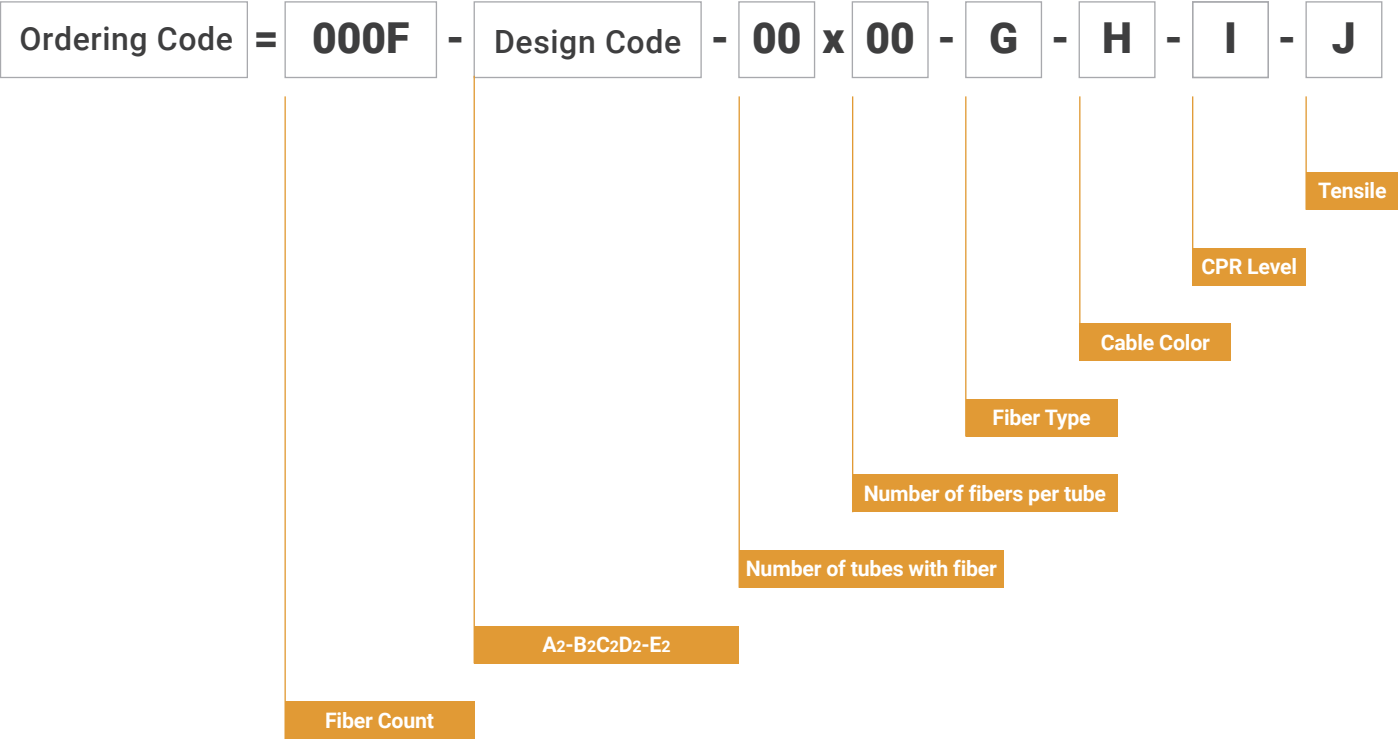 Ordering Code = 000F - Design Code - 00 x 00 - G - H - I - J
Tensile
CPR Level
Cable Color
Fiber Type
Number of fibers per tube
Number of tubes with fiber
A2-B2C2D2-E2
Fiber Count